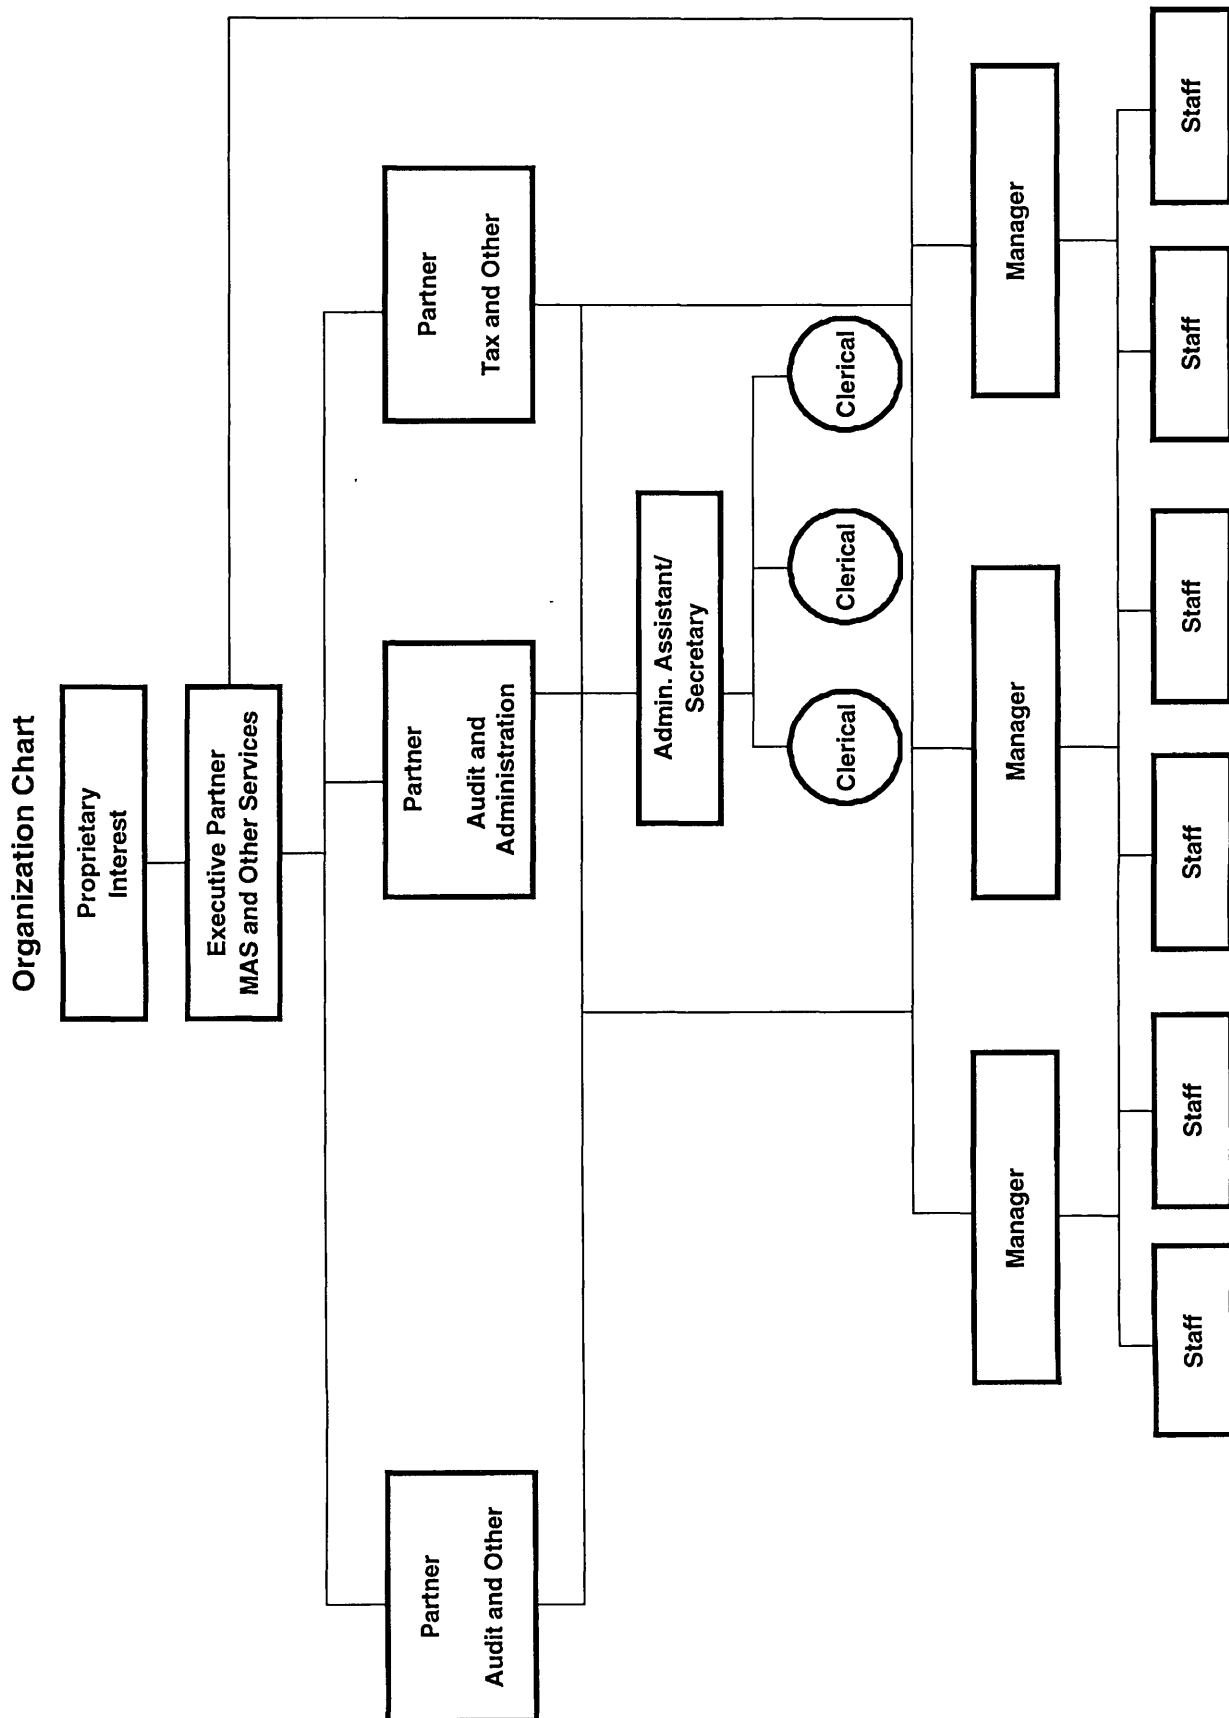 Organization Chart
Proprietary
Interest
Executive Partner
MAS and Other Services
Partner
Audit and Other
Partner
Audit and
Administration
Partner
Tax and Other
Admin. Assistant/
Secretary
Clerical
Clerical
Clerical
Manager
Manager
Manager
Staff
Staff
Staff
Staff
Staff
Staff